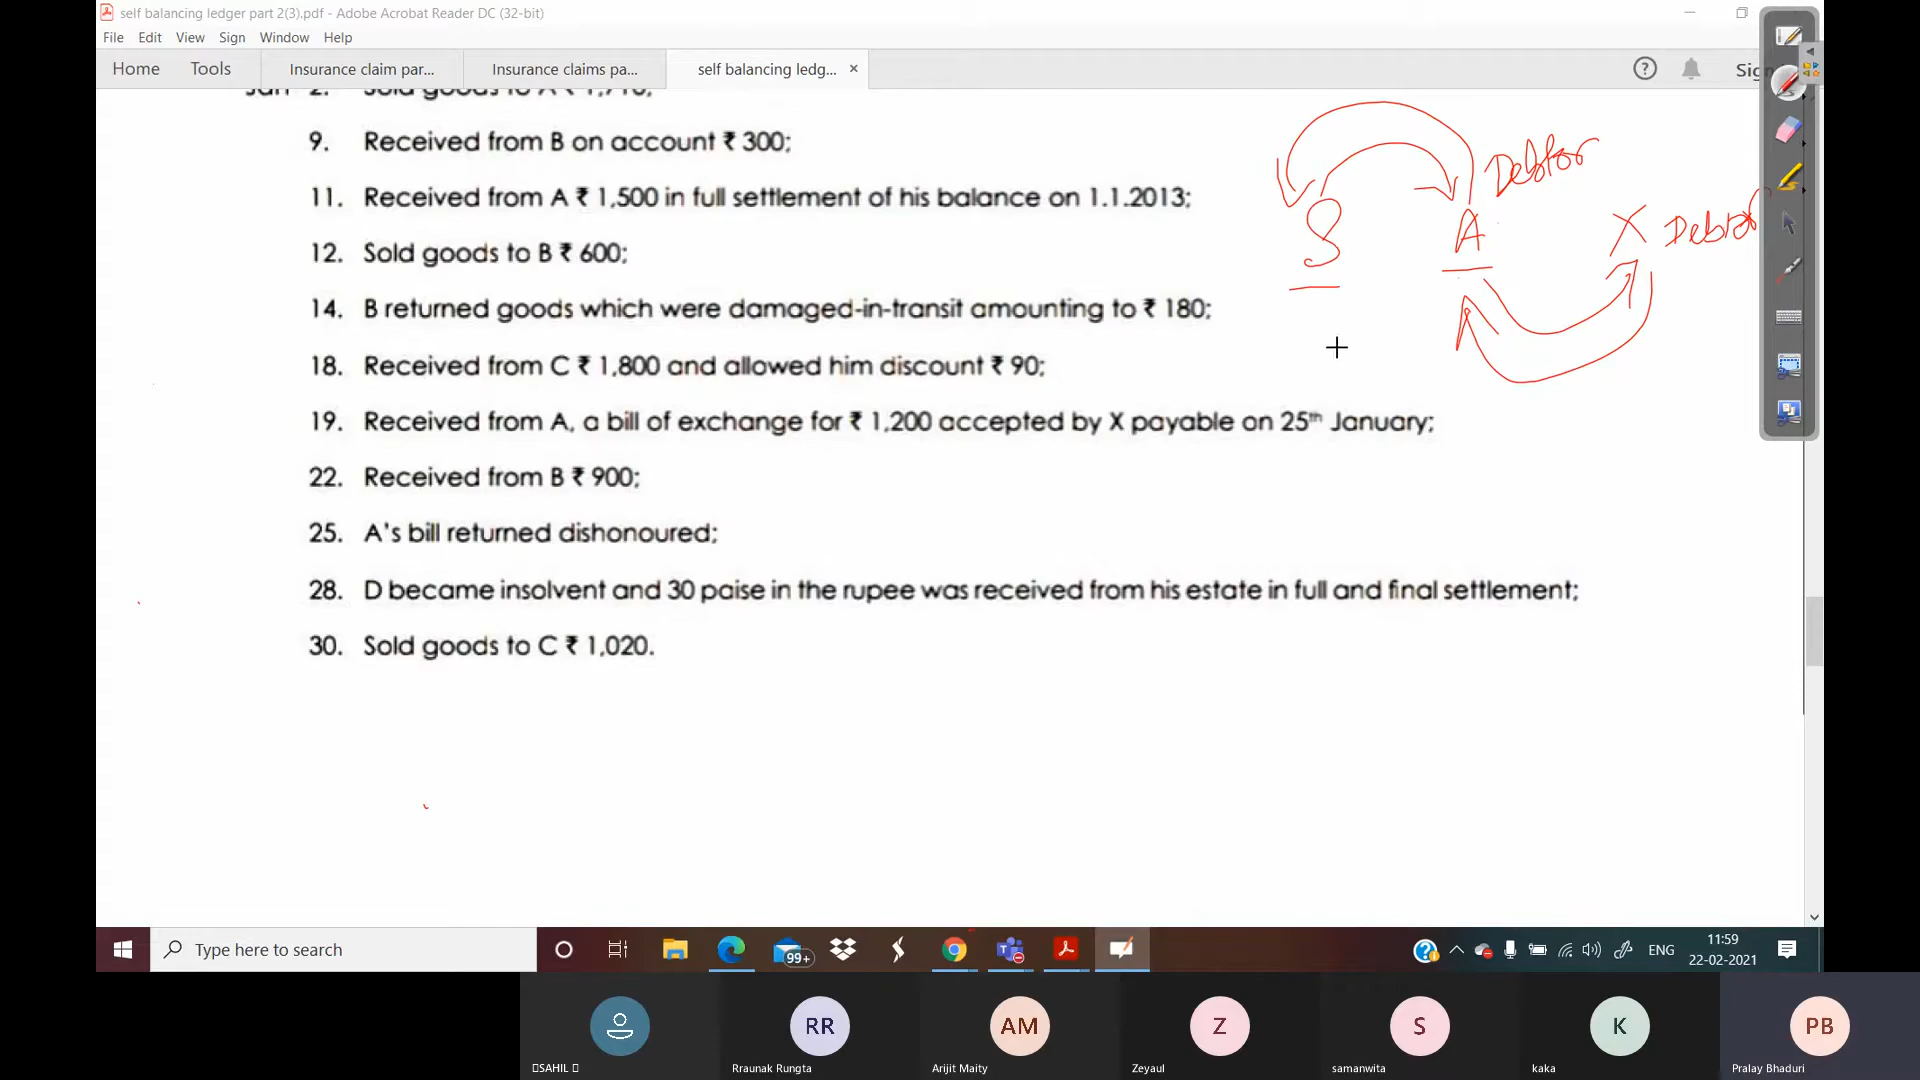 self balancing ledger part 2(3).pdf - Adobe Acrobat Reader DC (32-bit)
File Edit View Sign Window Help
Home Tools Insurance claim par... Insurance claims pa... self balancing ledg... × ?
Jan 2. Sold goods to A ₹ 1,710;
9. Received from B on account ₹ 300;
11. Received from A ₹ 1,500 in full settlement of his balance on 1.1.2013;
12. Sold goods to B ₹ 600;
14. B returned goods which were damaged-in-transit amounting to ₹ 180;
18. Received from C ₹ 1,800 and allowed him discount ₹ 90;
19. Received from A, a bill of exchange for ₹ 1,200 accepted by X payable on 25th January;
22. Received from B ₹ 900;
25. A's bill returned dishonoured;
28. D became insolvent and 30 paise in the rupee was received from his estate in full and final settlement;
30. Sold goods to C ₹ 1,020.
Debtor
S A X Debtor
Type here to search
99+
ENG
11:59
22-02-2021
RR AM Z S K PB
SAHIL Rraunak Rungta Arijit Maity Zeyaul samanwita kaka Pralay Bhaduri